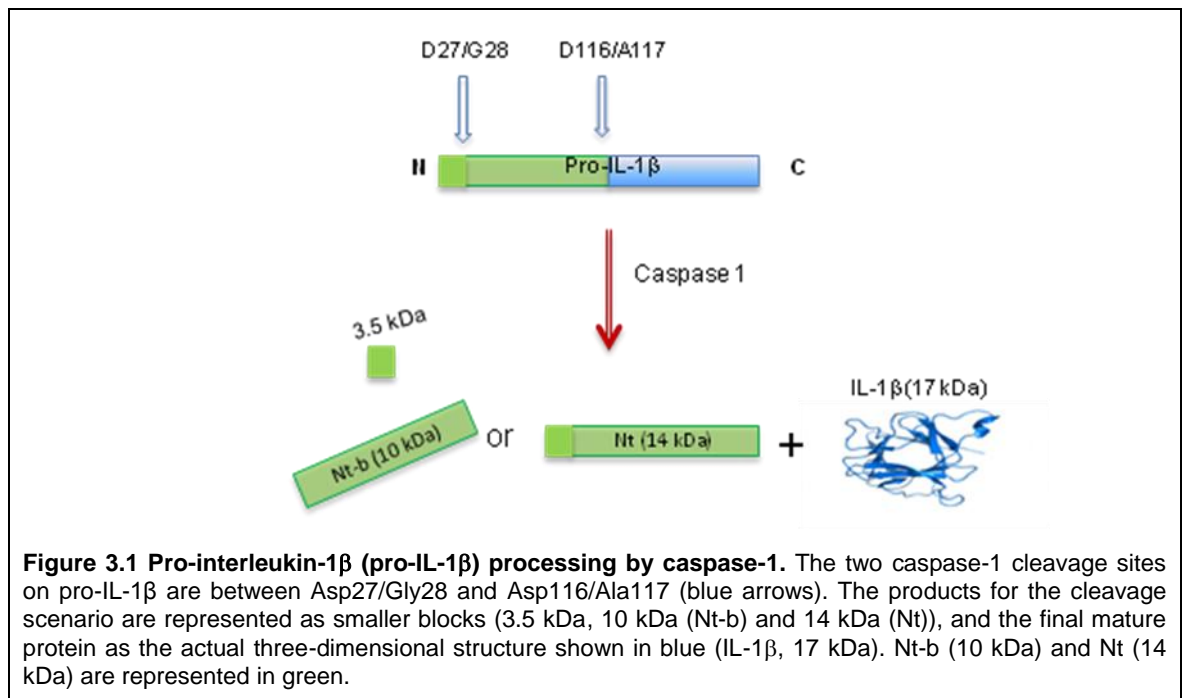 D27/G28 D116/A117
N Pro-IL-1β C
Caspase 1
3.5 kDa
IL-1β(17 kDa)
Nt-b (10 kDa) or Nt (14 kDa) +
Figure 3.1 Pro-interleukin-1β (pro-IL-1β) processing by caspase-1. The two caspase-1 cleavage sites
on pro-IL-1β are between Asp27/Gly28 and Asp116/Ala117 (blue arrows). The products for the cleavage
scenario are represented as smaller blocks (3.5 kDa, 10 kDa (Nt-b) and 14 kDa (Nt)), and the final mature
protein as the actual three-dimensional structure shown in blue (IL-1β, 17 kDa). Nt-b (10 kDa) and Nt (14
kDa) are represented in green.